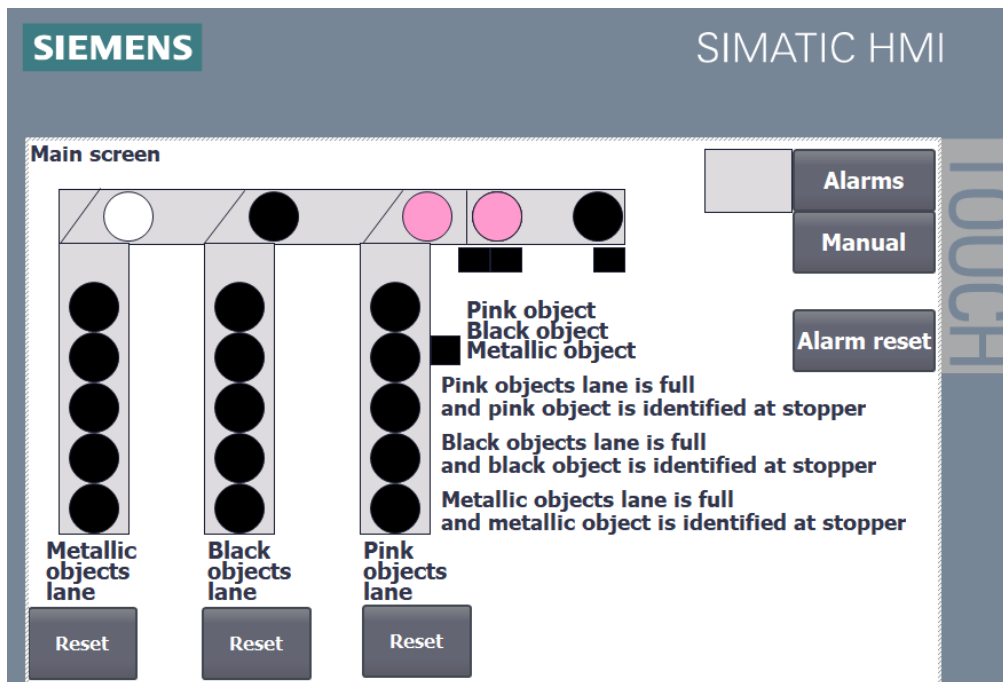 SIEMENS
SIMATIC HMI
TOUCH
Main screen
Alarms
Manual
Alarm reset
Pink object
Black object
Metallic object
Pink objects lane is full
and pink object is identified at stopper
Black objects lane is full
and black object is identified at stopper
Metallic objects lane is full
and metallic object is identified at stopper
Metallic
objects
lane
Black
objects
lane
Pink
objects
lane
Reset
Reset
Reset